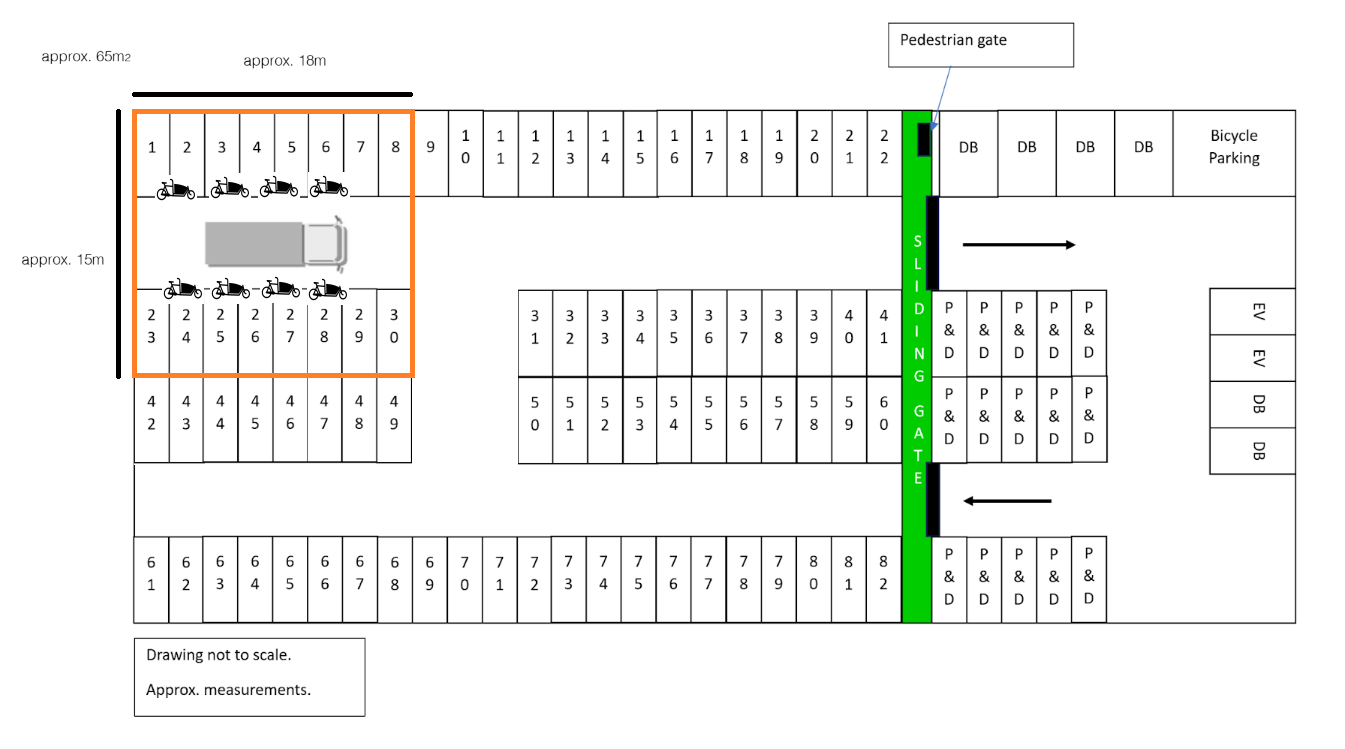 Pedestrian gate
approx. 65m2
approx. 18m
1 2 3 4 5 6 7 8 9 10 11 12 13 14 15 16 17 18 19 20 21 22 DB DB DB DB Bicycle
Parking
approx. 15m
SLIDING GATE
23 24 25 26 27 28 29 30 31 32 33 34 35 36 37 38 39 40 41 P&D P&D P&D P&D P&D EV
EV
42 43 44 45 46 47 48 49 50 51 52 53 54 55 56 57 58 59 60 P&D P&D P&D P&D P&D DB
DB
61 62 63 64 65 66 67 68 69 70 71 72 73 74 75 76 77 78 79 80 81 82 P&D P&D P&D P&D P&D
Drawing not to scale.
Approx. measurements.